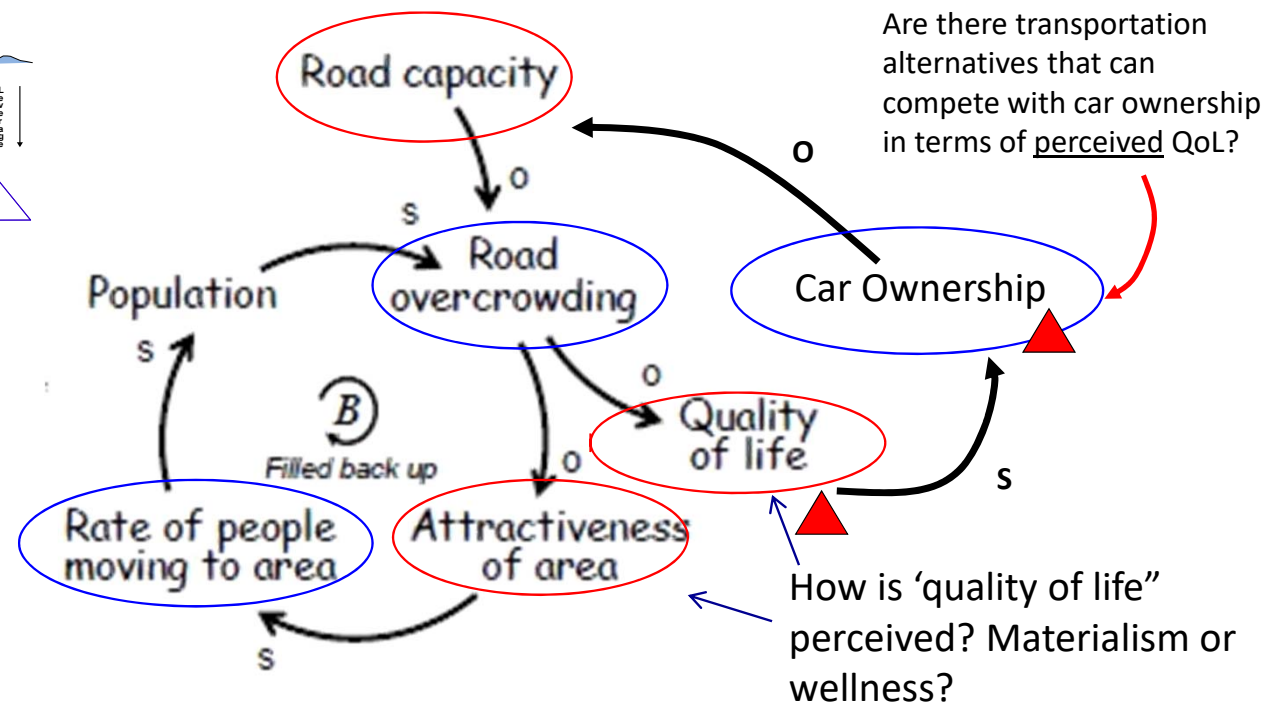 Are there transportation
alternatives that can
compete with car ownership
in terms of perceived QoL?
Road capacity
O
O
S
Road
overcrowding
Population
Car Ownership
S
O
B
Filled back up
O
Quality
of life
S
Rate of people
moving to area
Attractiveness
of area
S
How is ‘quality of life”
perceived? Materialism or
wellness?